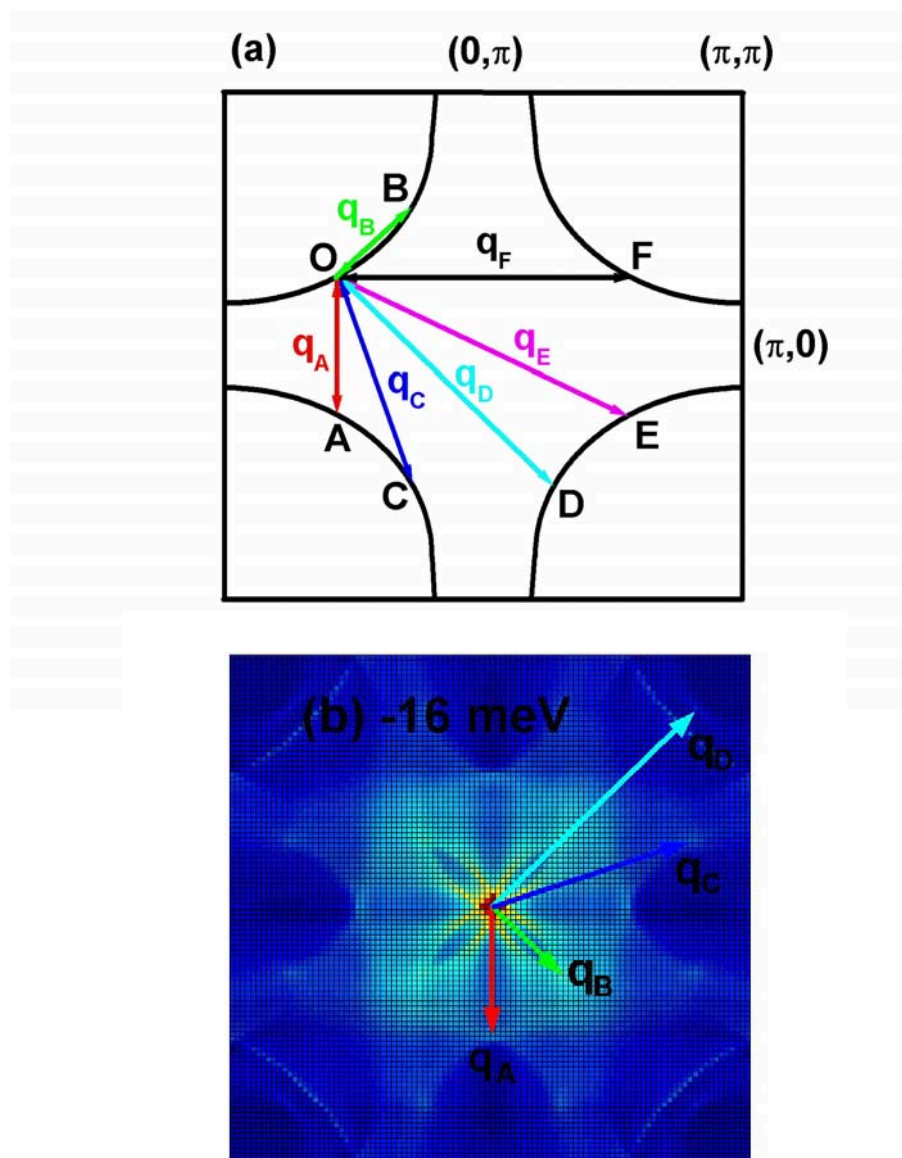 (a) (0,π) (π,π)
B
q_B
O q_F F
(π,0)
q_A q_C q_D q_E
A E
C D
(b) -16 meV
q_D
q_C
q_B
q_A